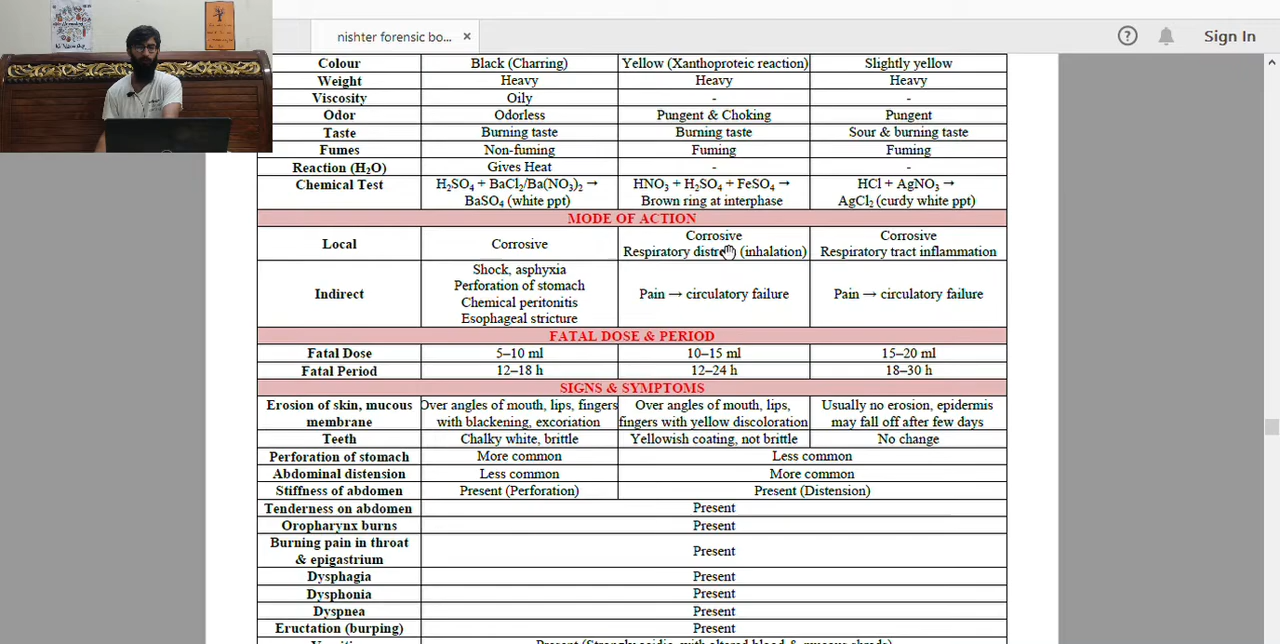 nishter forensic bo... ×
? Sign In
Colour Black (Charring) Yellow (Xanthoproteic reaction) Slightly yellow
Weight Heavy Heavy Heavy
Viscosity Oily - -
Odor Odorless Pungent & Choking Pungent
Taste Burning taste Burning taste Sour & burning taste
Fumes Non-fuming Fuming Fuming
Reaction (H₂O) Gives Heat - -
Chemical Test H₂SO₄ + BaCl₂/Ba(NO₃)₂ → HNO₃ + H₂SO₄ + FeSO₄ → HCl + AgNO₃ →
BaSO₄ (white ppt) Brown ring at interphase AgCl₂ (curdy white ppt)
MODE OF ACTION
Local Corrosive Corrosive Corrosive
Respiratory (inhalation) Respiratory tract inflammation
Indirect Shock, asphyxia
Perforation of stomach
Chemical peritonitis
Esophageal stricture
Pain → circulatory failure Pain → circulatory failure
FATAL DOSE & PERIOD
Fatal Dose 5–10 ml 10–15 ml 15–20 ml
Fatal Period 12–18 h 12–24 h 18–30 h
SIGNS & SYMPTOMS
Erosion of skin, mucous Over angles of mouth, lips, fingers Over angles of mouth, lips, Usually no erosion, epidermis
membrane with blackening, excoriation fingers with yellow discoloration may fall off after few days
Teeth Chalky white, brittle Yellowish coating, not brittle No change
Perforation of stomach More common Less common
Abdominal distension Less common More common
Stiffness of abdomen Present (Perforation) Present (Distension)
Tenderness on abdomen Present
Oropharynx burns Present
Burning pain in throat
& epigastrium Present
Dysphagia Present
Dysphonia Present
Dyspnea Present
Eructation (burping) Present
Present (Strongly acidic, with altered blood & mucous shreds)